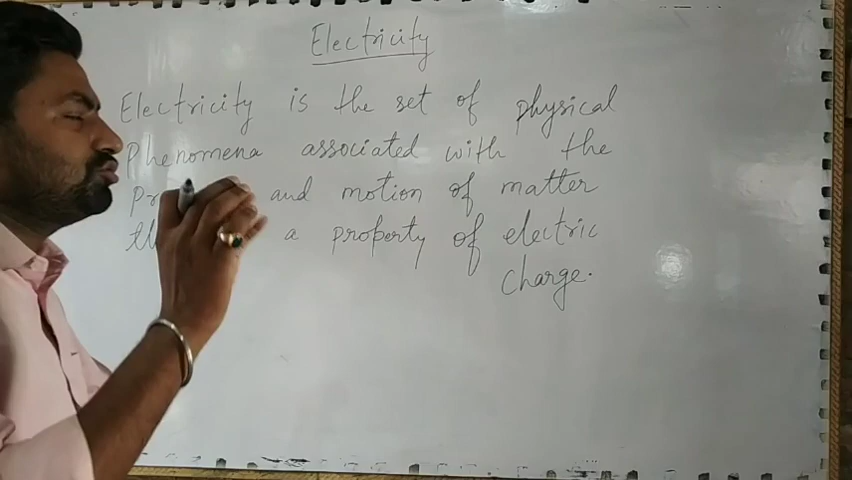 Electricity
Electricity is the set of physical
Phenomena associated with the
and motion of matter
a property of electric
charge.